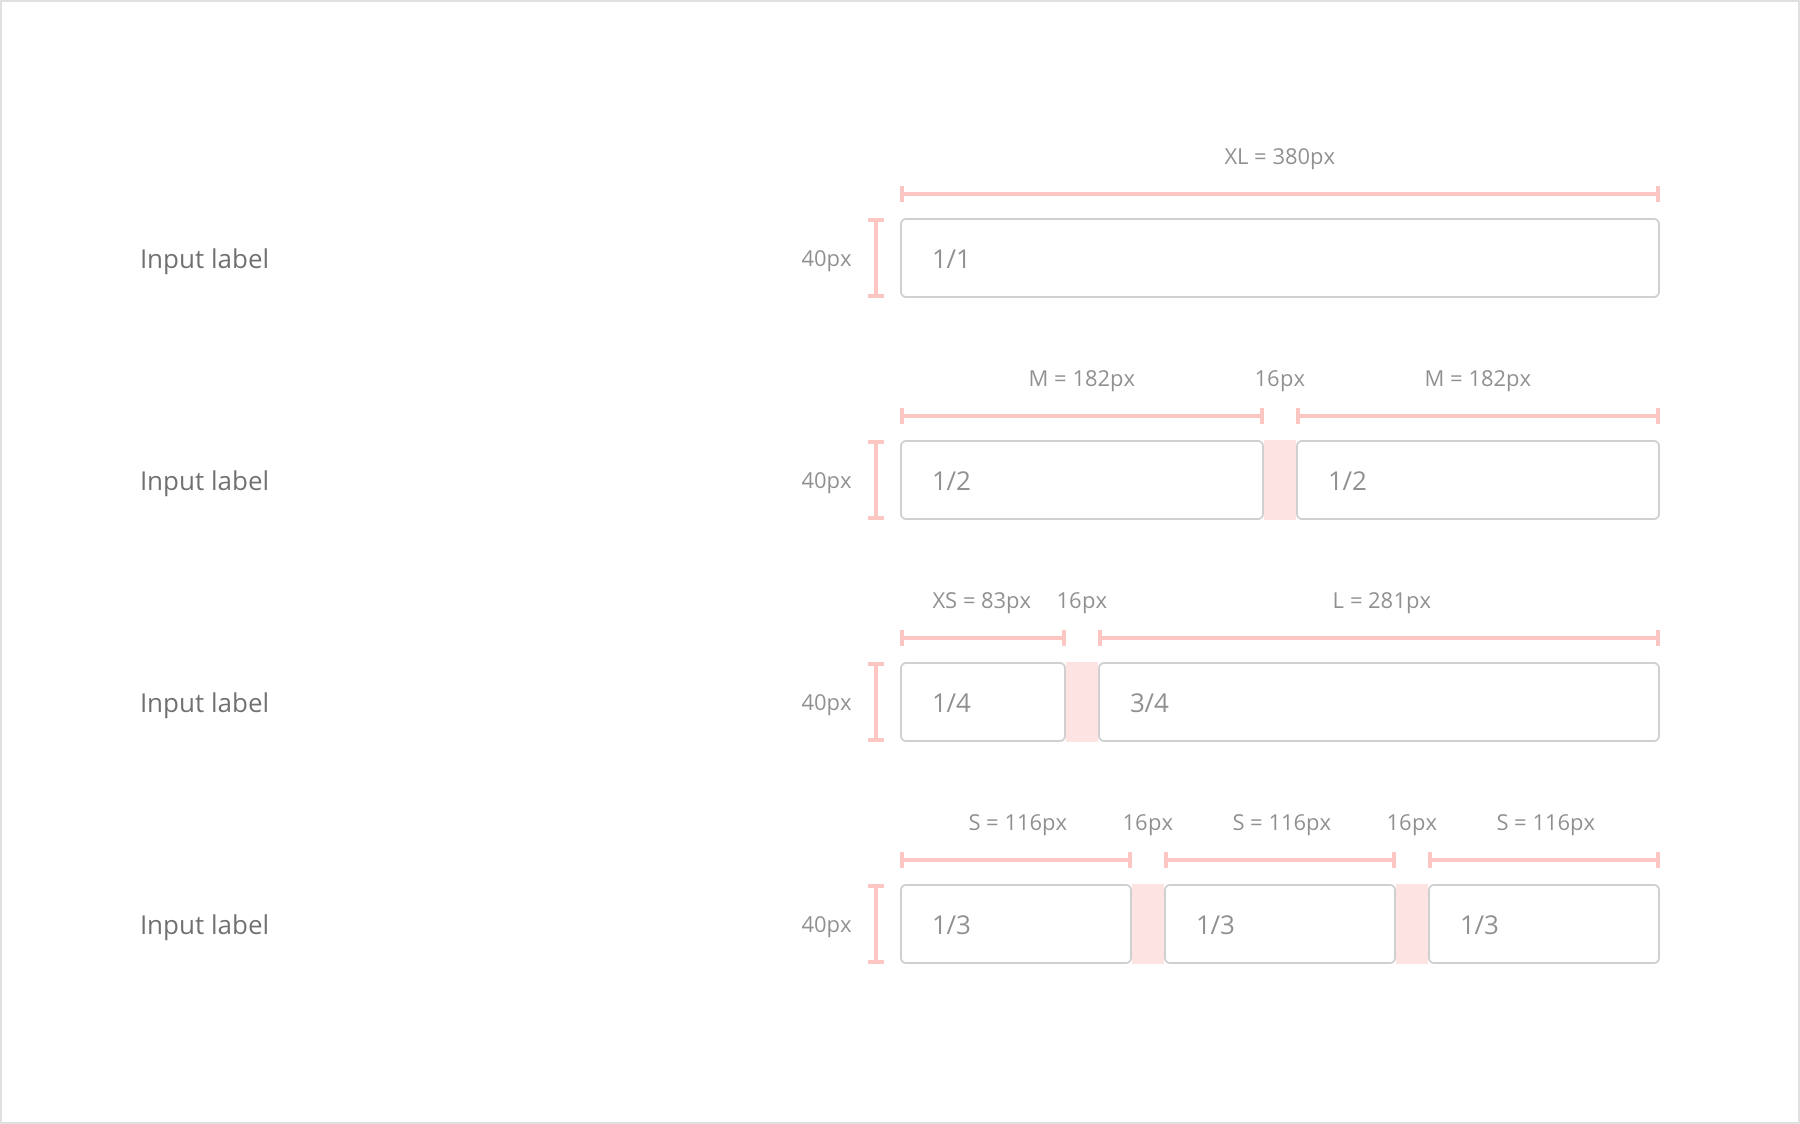 XL = 380px
Input label 40px 1/1
M = 182px 16px M = 182px
Input label 40px 1/2 1/2
XS = 83px 16px L = 281px
Input label 40px 1/4 3/4
S = 116px 16px S = 116px 16px S = 116px
Input label 40px 1/3 1/3 1/3